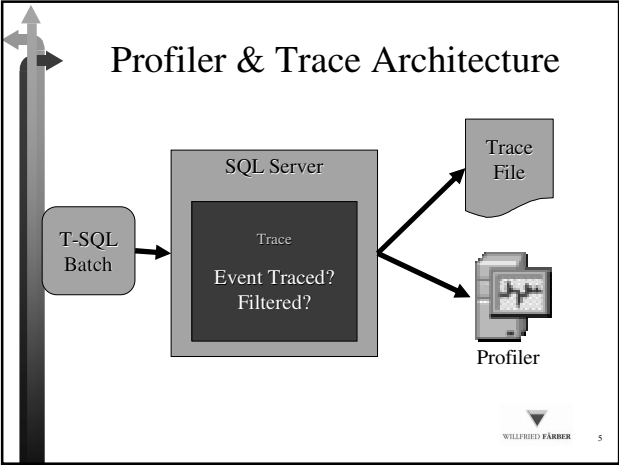 Profiler & Trace Architecture
T-SQL
Batch
SQL Server
Trace
Event Traced?
Filtered?
Trace
File
Profiler
WILLFRIED FÄRBER
5